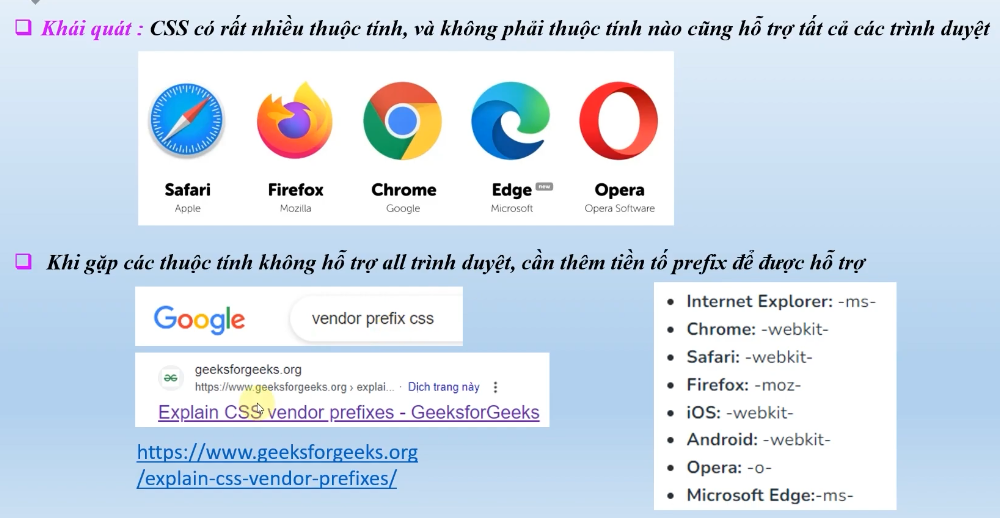 Khái quát : CSS có rất nhiều thuộc tính, và không phải thuộc tính nào cũng hỗ trợ tất cả các trình duyệt
Safari
Apple
Firefox
Mozilla
Chrome
Google
Edge new
Microsoft
Opera
Opera Software
Khi gặp các thuộc tính không hỗ trợ all trình duyệt, cần thêm tiền tố prefix để được hỗ trợ
Google
vendor prefix css
geeksforgeeks.org
https://www.geeksforgeeks.org › explai... · Dịch trang này
Explain CSS vendor prefixes - GeeksforGeeks
https://www.geeksforgeeks.org
/explain-css-vendor-prefixes/
Internet Explorer: -ms-
Chrome: -webkit-
Safari: -webkit-
Firefox: -moz-
iOS: -webkit-
Android: -webkit-
Opera: -o-
Microsoft Edge:-ms-